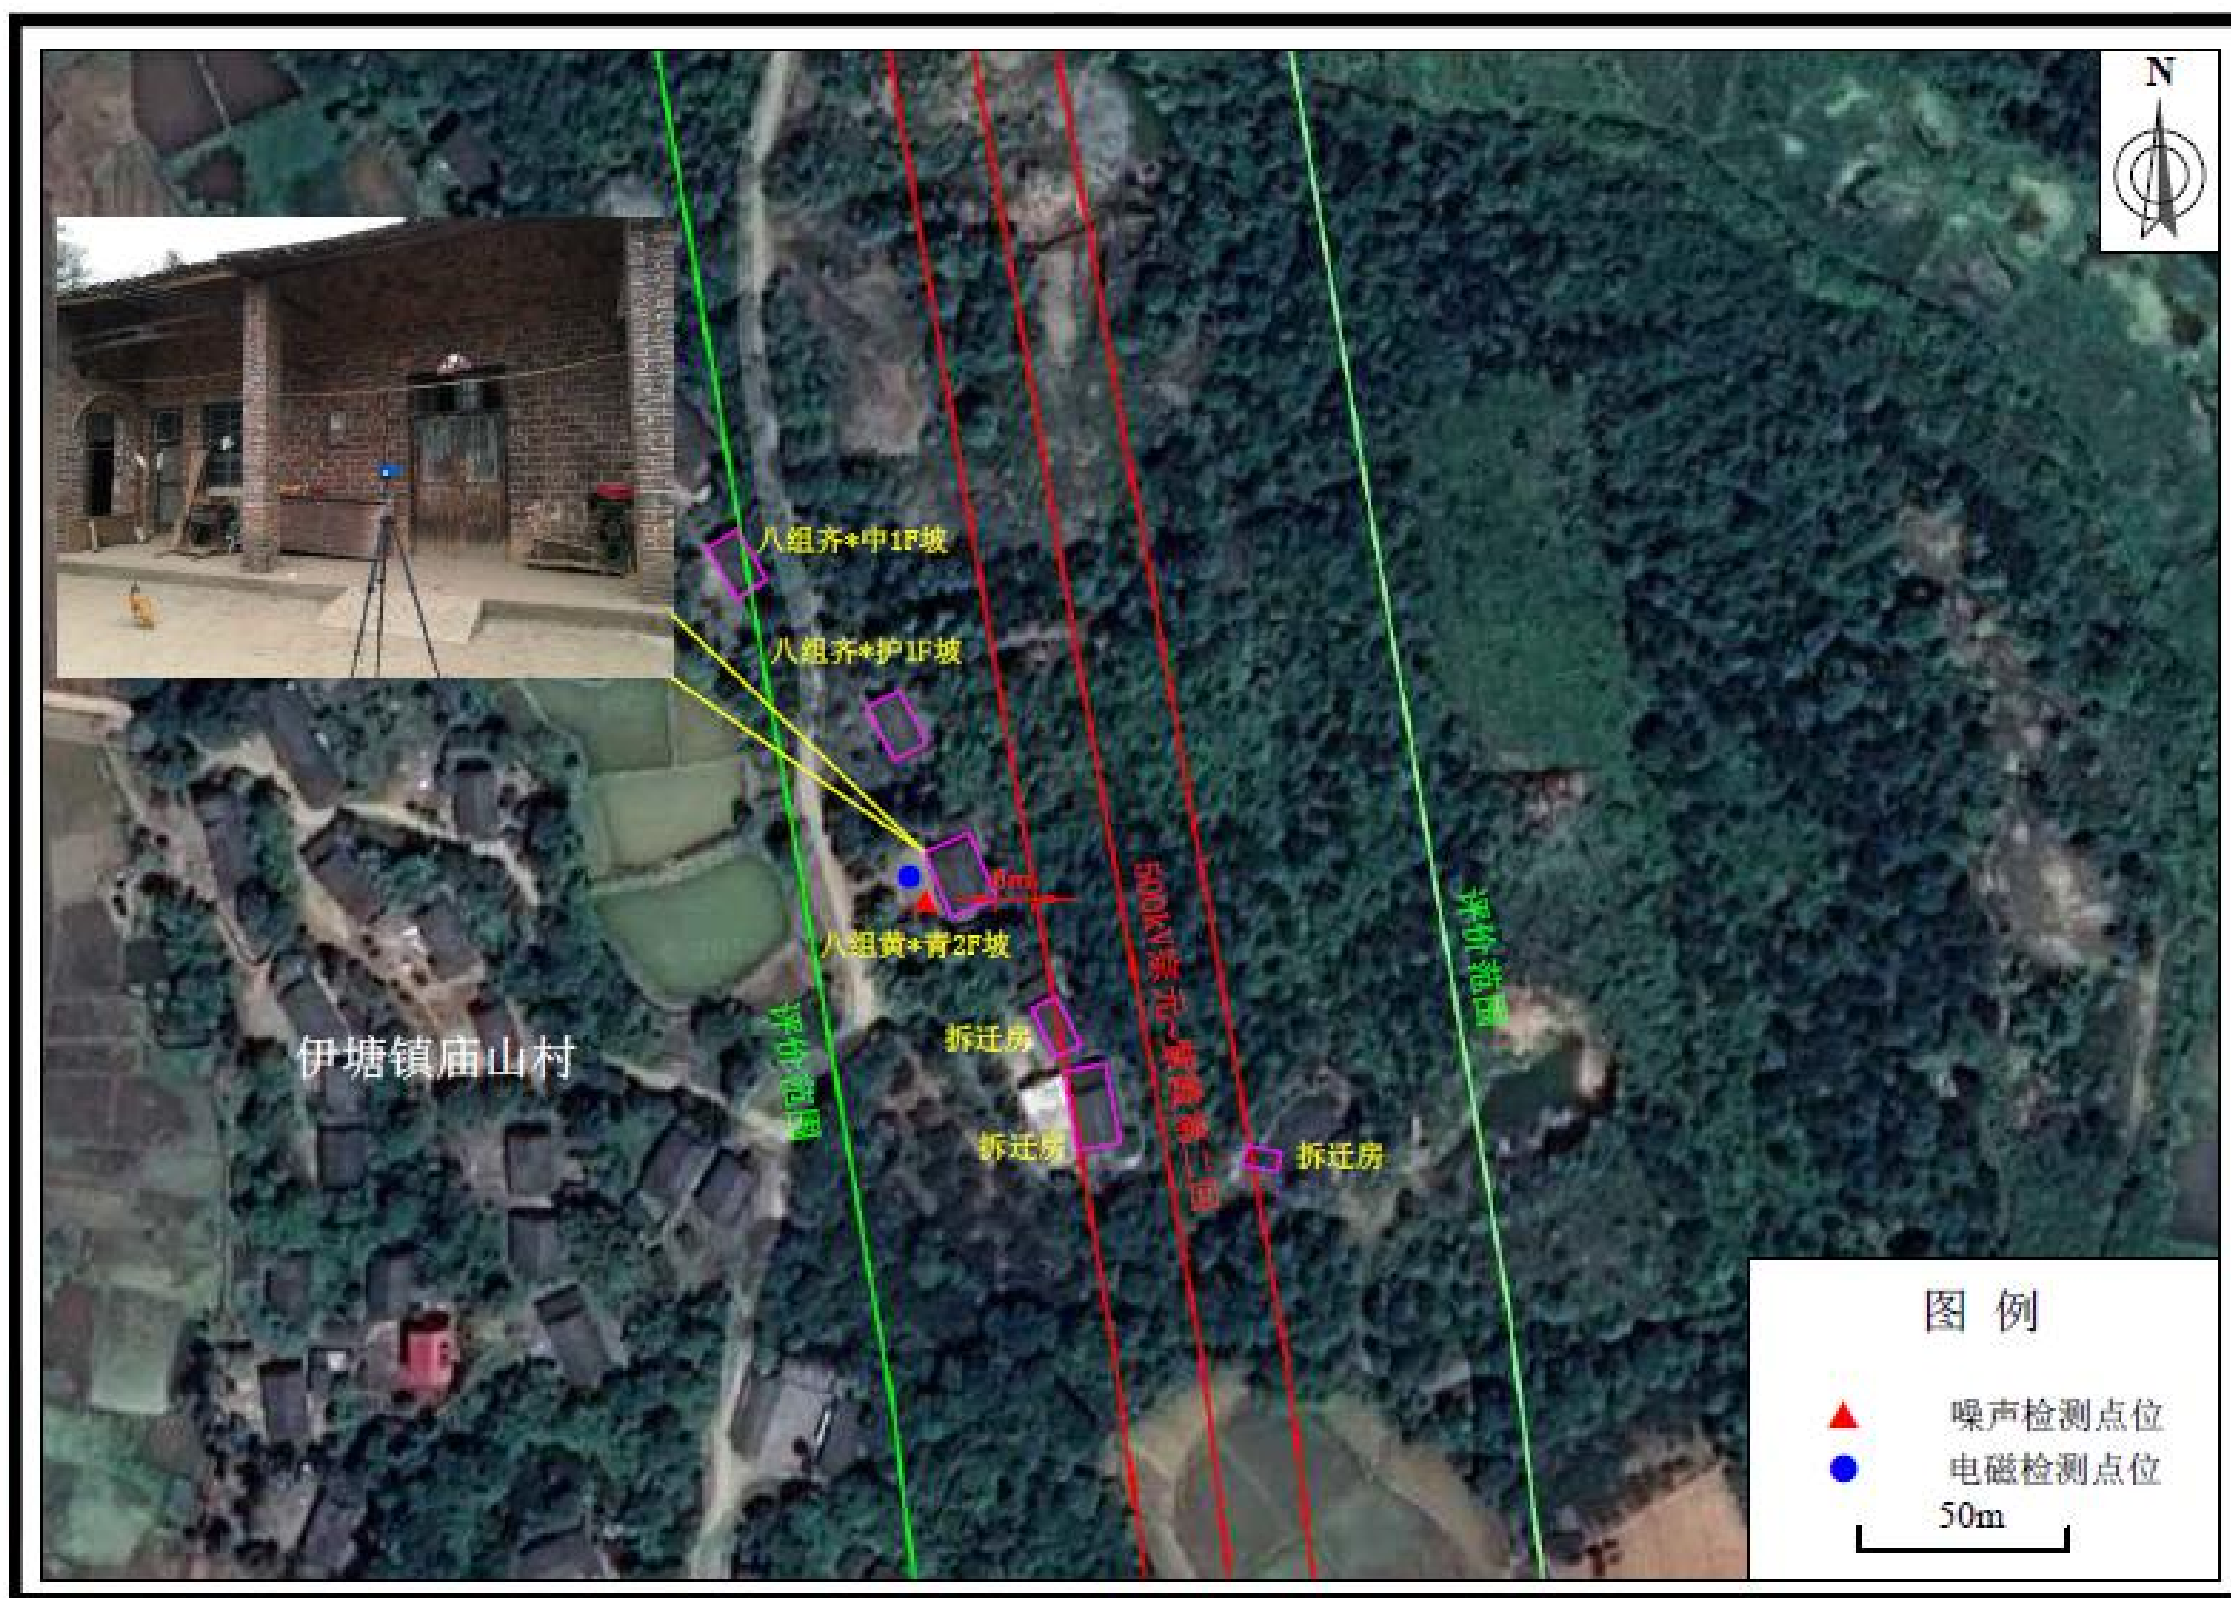 N
八组齐*中1F坡
八组齐*护1F坡
8m
八组黄*青2F坡
评价范围
评价范围
拆迁房
伊塘镇庙山村
拆迁房
拆迁房
图 例
噪声检测点位
电磁检测点位
50m